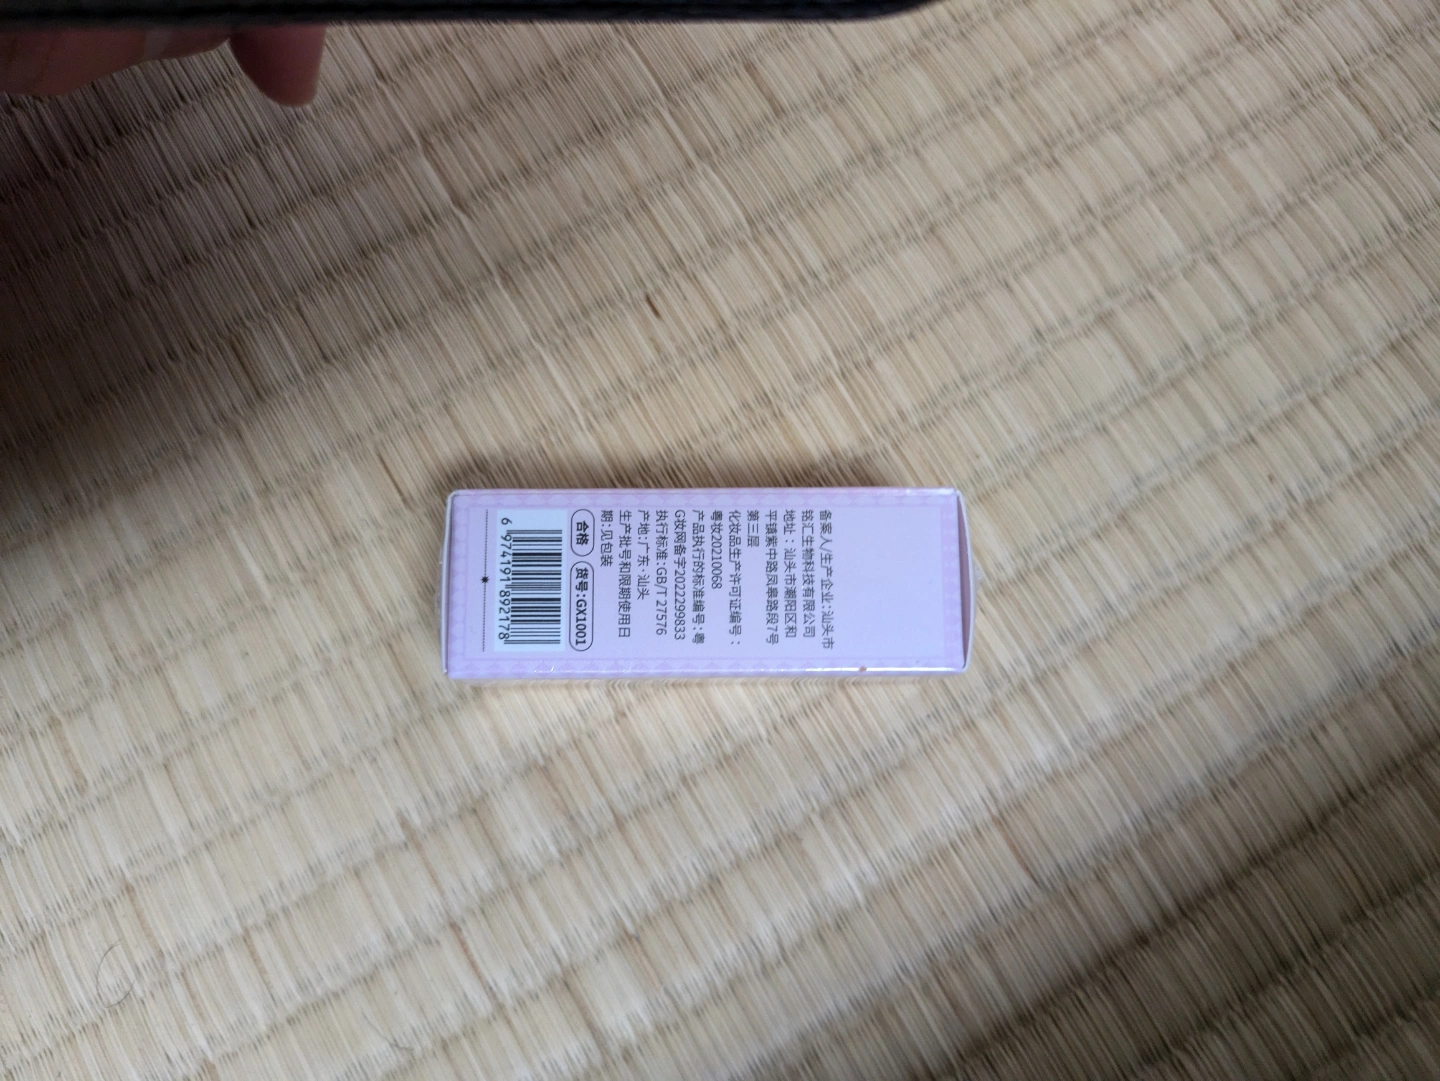 备案人/生产企业:汕头市
铭汇生物科技有限公司
地址：汕头市潮阳区和
平镇紫中路凤皋路段7号
第三层
化妆品生产许可证编号：
粤妆20210068
产品执行的标准编号:粤
G妆网备字2022299833
执行标准:GB/T 27576
产地:广东·汕头
生产批号和限期使用日
期:见包装
合格 货号:GX1001
6 974191 892178